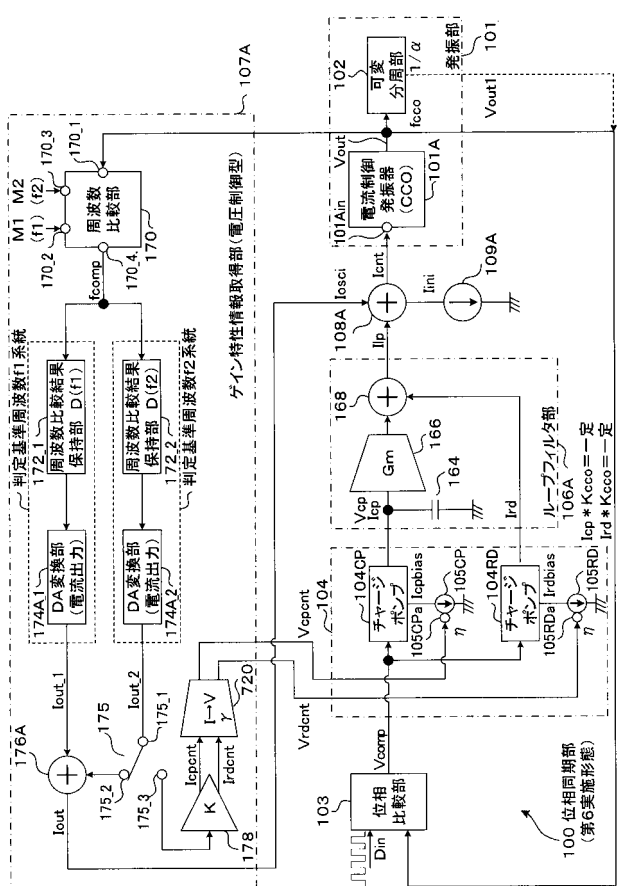 107A
170_3
170_1
M2
(f2)
M1
(f1)
170_2
周波数
比較部
170
170_4
fcomp
判定基準周波数f1系統
周波数比較結果
保持部 D(f1)
172_1
DA変換部
(電流出力)
174A_1
周波数比較結果
保持部 D(f2)
172_2
DA変換部
(電流出力)
174A_2
判定基準周波数f2系統
ゲイン特性情報取得部(電圧制御型)
Iout_1
Iout_2
176A
Iout
175
175_1
175_2
175_3
K
178
Icpcnt
Irdcnt
I→V
γ
720
Vcpcnt
Vrdcnt
101
発振部
102
可変
分周部
1/α
fcco
Vout
Vout1
電流制御
発振器
(CCO)
101A
101Ain
Icnt
Iosci
108A
Iini
109A
Ilp
168
Gm
166
164
Vcp
Icp
Ird
ループフィルタ部
106A
Icp*Kcco=一定
Ird*Kcco=一定
104
チャージ
ポンプ
104CP
Icpbias
105CP
105CPa
105CPi
η
チャージ
ポンプ
104RD
Irdbias
105RDa
105RDi
η
Vcomp
103
位相
比較部
Din
100 位相同期部
(第6実施形態)